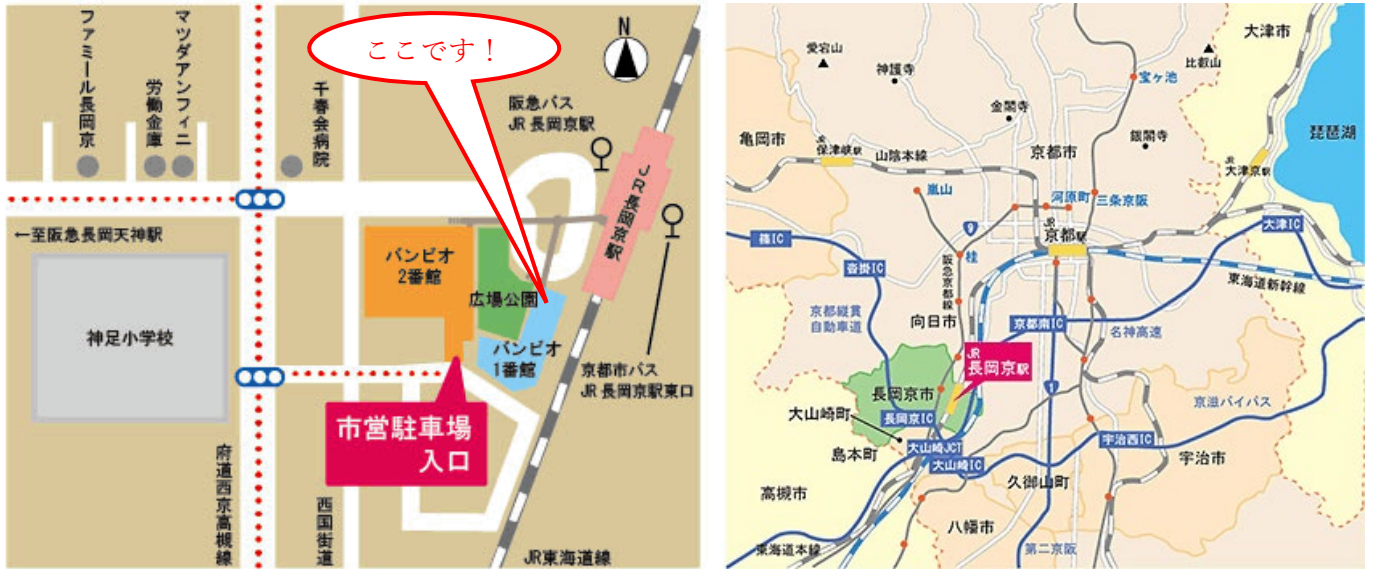 ここです！
N
ファミール長岡京
労働金庫
マツダアンフィニ
千春会病院
阪急バス
JR長岡京駅
JR長岡京駅
←至阪急長岡天神駅
バンビオ
2番館
広場公園
神足小学校
バンビオ
1番館
京都市バス
JR長岡京駅東口
市営駐車場
入口
府道西京高槻線
西国街道
JR東海道線
愛宕山
神護寺
比叡山
大津市
宝ヶ池
金閣寺
銀閣寺
琵琶湖
亀岡市
JR
保津峡駅
山陰本線
京都市
JR
大津京駅
嵐山
河原町
三条京阪
9
JR
京都駅
大津IC
篠IC
沓掛IC
桂
阪急京都線
東海道新幹線
京都縦貫
自動車道
向日市
京都南IC
名神高速
JR
長岡京駅
長岡京市
1
京滋バイパス
大山崎町
長岡京IC
島本町
大山崎JCT
大山崎IC
宇治西IC
宇治市
高槻市
久御山町
八幡市
東海道本線
第二京阪